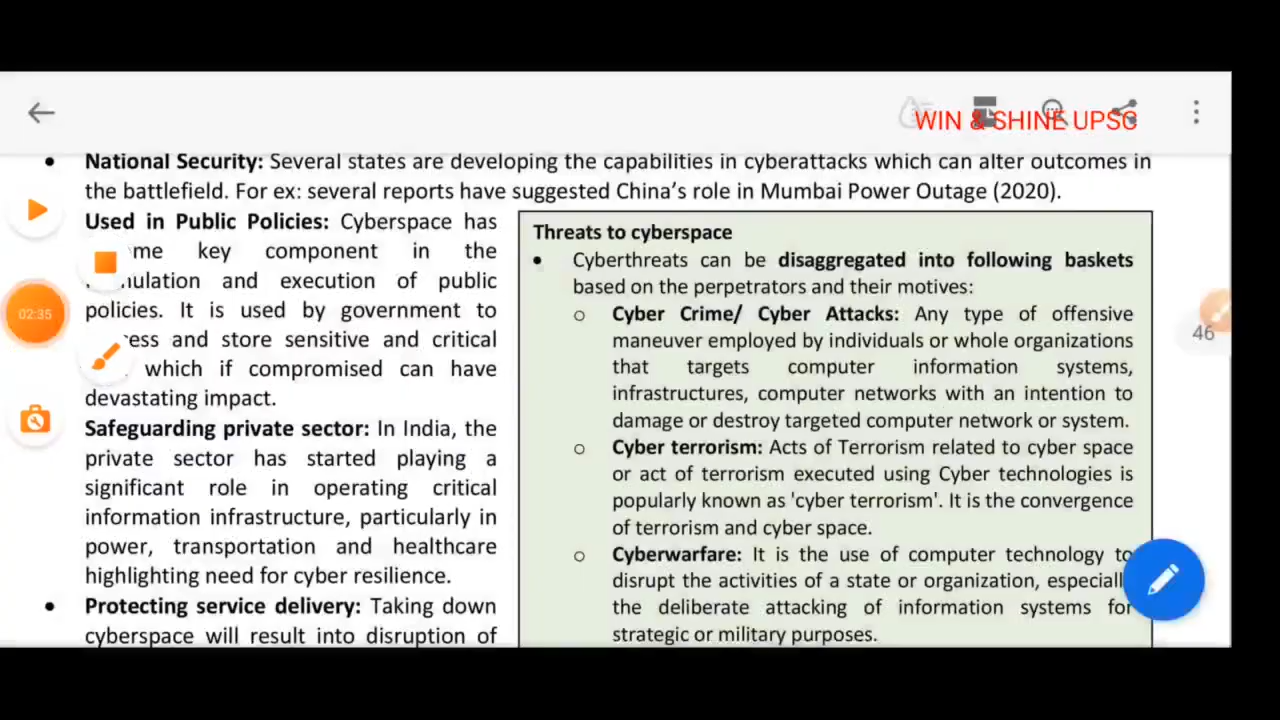 WIN & SHINE UPSC
• National Security: Several states are developing the capabilities in cyberattacks which can alter outcomes in
the battlefield. For ex: several reports have suggested China's role in Mumbai Power Outage (2020).
Used in Public Policies: Cyberspace has
key component in the
and execution of public
policies. It is used by government to
and store sensitive and critical
which if compromised can have
devastating impact.
Safeguarding private sector: In India, the
private sector has started playing a
significant role in operating critical
information infrastructure, particularly in
power, transportation and healthcare
highlighting need for cyber resilience.
• Protecting service delivery: Taking down
cyberspace will result into disruption of
Threats to cyberspace
• Cyberthreats can be disaggregated into following baskets
based on the perpetrators and their motives:
o Cyber Crime/ Cyber Attacks: Any type of offensive
maneuver employed by individuals or whole organizations
that targets computer information systems,
infrastructures, computer networks with an intention to
damage or destroy targeted computer network or system.
o Cyber terrorism: Acts of Terrorism related to cyber space
or act of terrorism executed using Cyber technologies is
popularly known as 'cyber terrorism'. It is the convergence
of terrorism and cyber space.
o Cyberwarfare: It is the use of computer technology to
disrupt the activities of a state or organization, especially
the deliberate attacking of information systems for
strategic or military purposes.
02:35
46